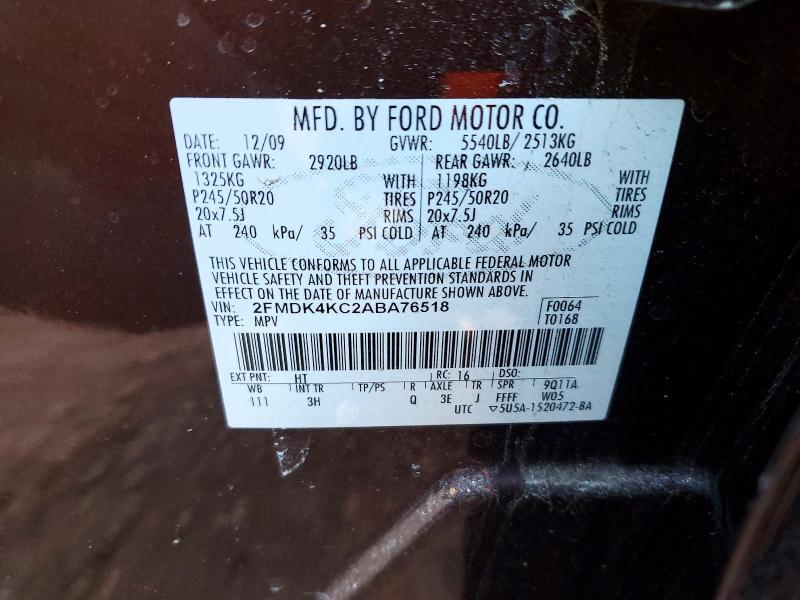 MFD. BY FORD MOTOR CO.
DATE: 12/09 GVWR: 5540LB/ 2513KG
FRONT GAWR: 2920LB REAR GAWR: 2640LB
1325KG WITH 1198KG WITH
P245/50R20 TIRES P245/50R20 TIRES
20x7.5J RIMS 20x7.5J RIMS
AT 240 kPa/ 35 PSI COLD AT 240 kPa/ 35 PSI COLD
THIS VEHICLE CONFORMS TO ALL APPLICABLE FEDERAL MOTOR
VEHICLE SAFETY AND THEFT PREVENTION STANDARDS IN
EFFECT ON THE DATE OF MANUFACTURE SHOWN ABOVE.
VIN: 2FMDK4KC2ABA76518 F0064
TYPE: MPV T0168
EXT PNT: HT RC: 16 DSO:
WB INT TR TP/PS R AXLE TR SPR 9Q11A
111 3H Q 3E J FFFF W05
UTC ▽5U5A-1520472-BA